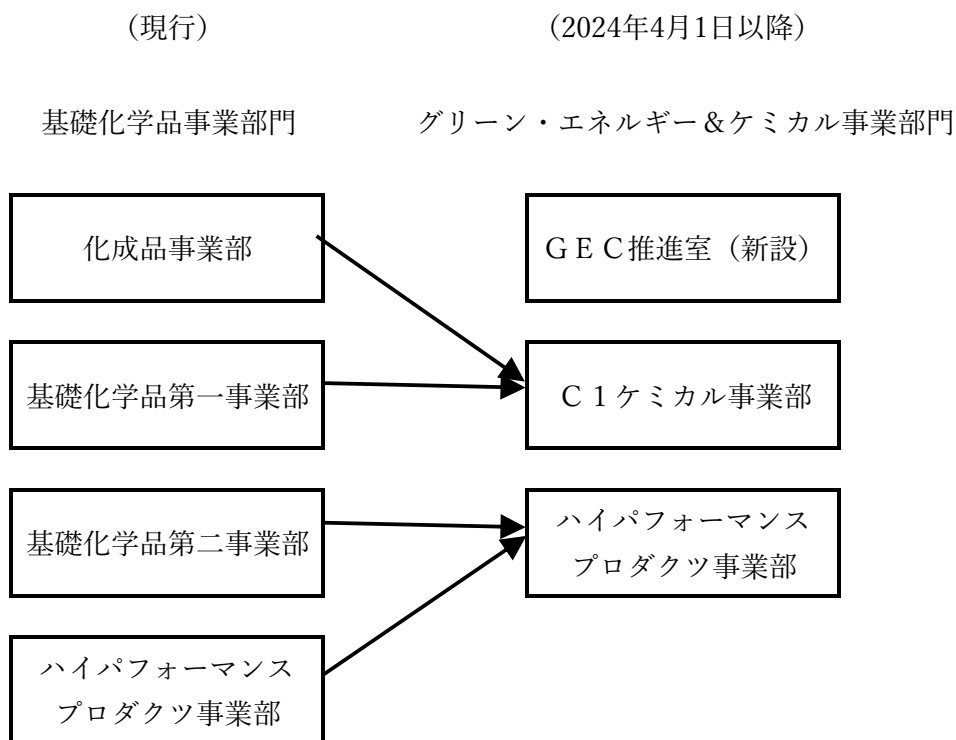 （現行）
（2024年4月1日以降）
基礎化学品事業部門
グリーン・エネルギー＆ケミカル事業部門
化成品事業部
ＧＥＣ推進室（新設）
基礎化学品第一事業部
Ｃ１ケミカル事業部
基礎化学品第二事業部
ハイパフォーマンス
プロダクツ事業部
ハイパフォーマンス
プロダクツ事業部